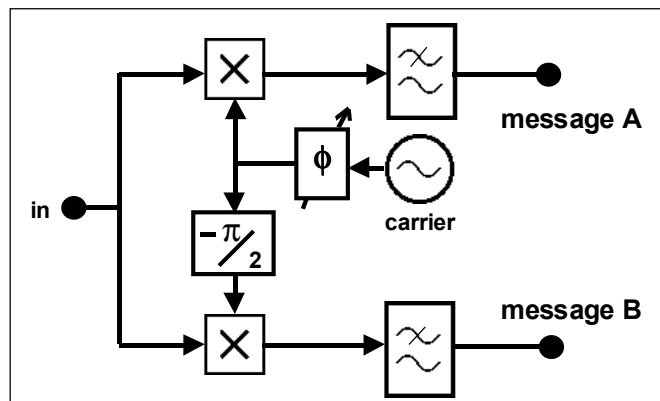 message A
ϕ
in
carrier
-π/2
message B